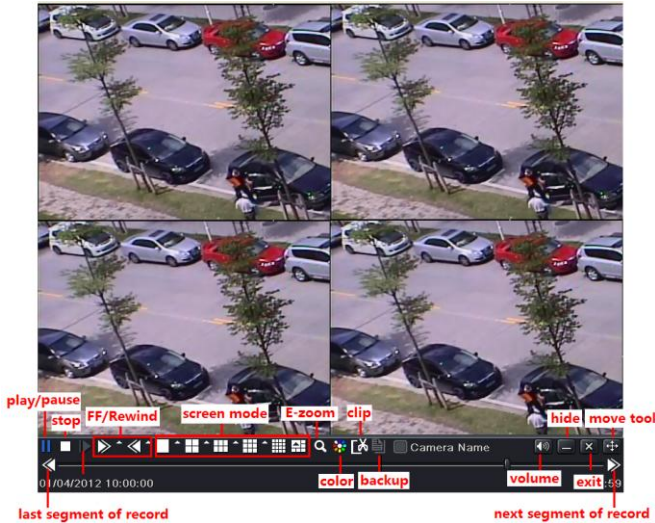 play/pause
stop
FF/Rewind
screen mode
E-zoom
clip
hide
move tool
Camera Name
color
backup
volume
exit
01/04/2012 10:00:00
:59
last segment of record
next segment of record